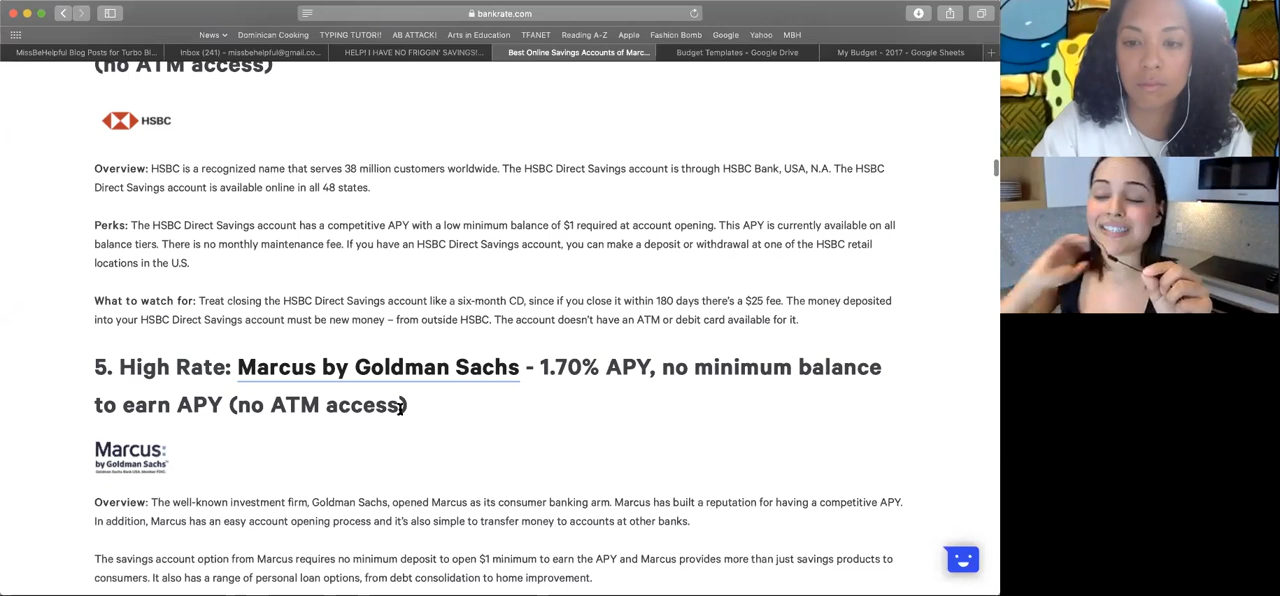 bankrate.com
News
Dominican Cooking
TYPING TUTOR!!
AB ATTACK!
Arts in Education
TFANET
Reading A-Z
Apple
Fashion Bomb
Google
Yahoo
MBH
MissBeHelpful Blog Posts for Turbo Bl...
Inbox (241) – missbehelpful@gmail.co...
HELP! I HAVE NO FRIGGIN' SAVINGS!...
Best Online Savings Accounts of Marc...
Budget Templates - Google Drive
My Budget - 2017 - Google Sheets
(no ATM access)
HSBC
Overview: HSBC is a recognized name that serves 38 million customers worldwide. The HSBC Direct Savings account is through HSBC Bank, USA, N.A. The HSBC
Direct Savings account is available online in all 48 states.
Perks: The HSBC Direct Savings account has a competitive APY with a low minimum balance of $1 required at account opening. This APY is currently available on all
balance tiers. There is no monthly maintenance fee. If you have an HSBC Direct Savings account, you can make a deposit or withdrawal at one of the HSBC retail
locations in the U.S.
What to watch for: Treat closing the HSBC Direct Savings account like a six-month CD, since if you close it within 180 days there's a $25 fee. The money deposited
into your HSBC Direct Savings account must be new money – from outside HSBC. The account doesn't have an ATM or debit card available for it.
5. High Rate: Marcus by Goldman Sachs - 1.70% APY, no minimum balance
to earn APY (no ATM access)
Marcus:
by Goldman Sachs™
Goldman Sachs Bank USA. Member FDIC.
Overview: The well-known investment firm, Goldman Sachs, opened Marcus as its consumer banking arm. Marcus has built a reputation for having a competitive APY.
In addition, Marcus has an easy account opening process and it's also simple to transfer money to accounts at other banks.
The savings account option from Marcus requires no minimum deposit to open $1 minimum to earn the APY and Marcus provides more than just savings products to
consumers. It also has a range of personal loan options, from debt consolidation to home improvement.